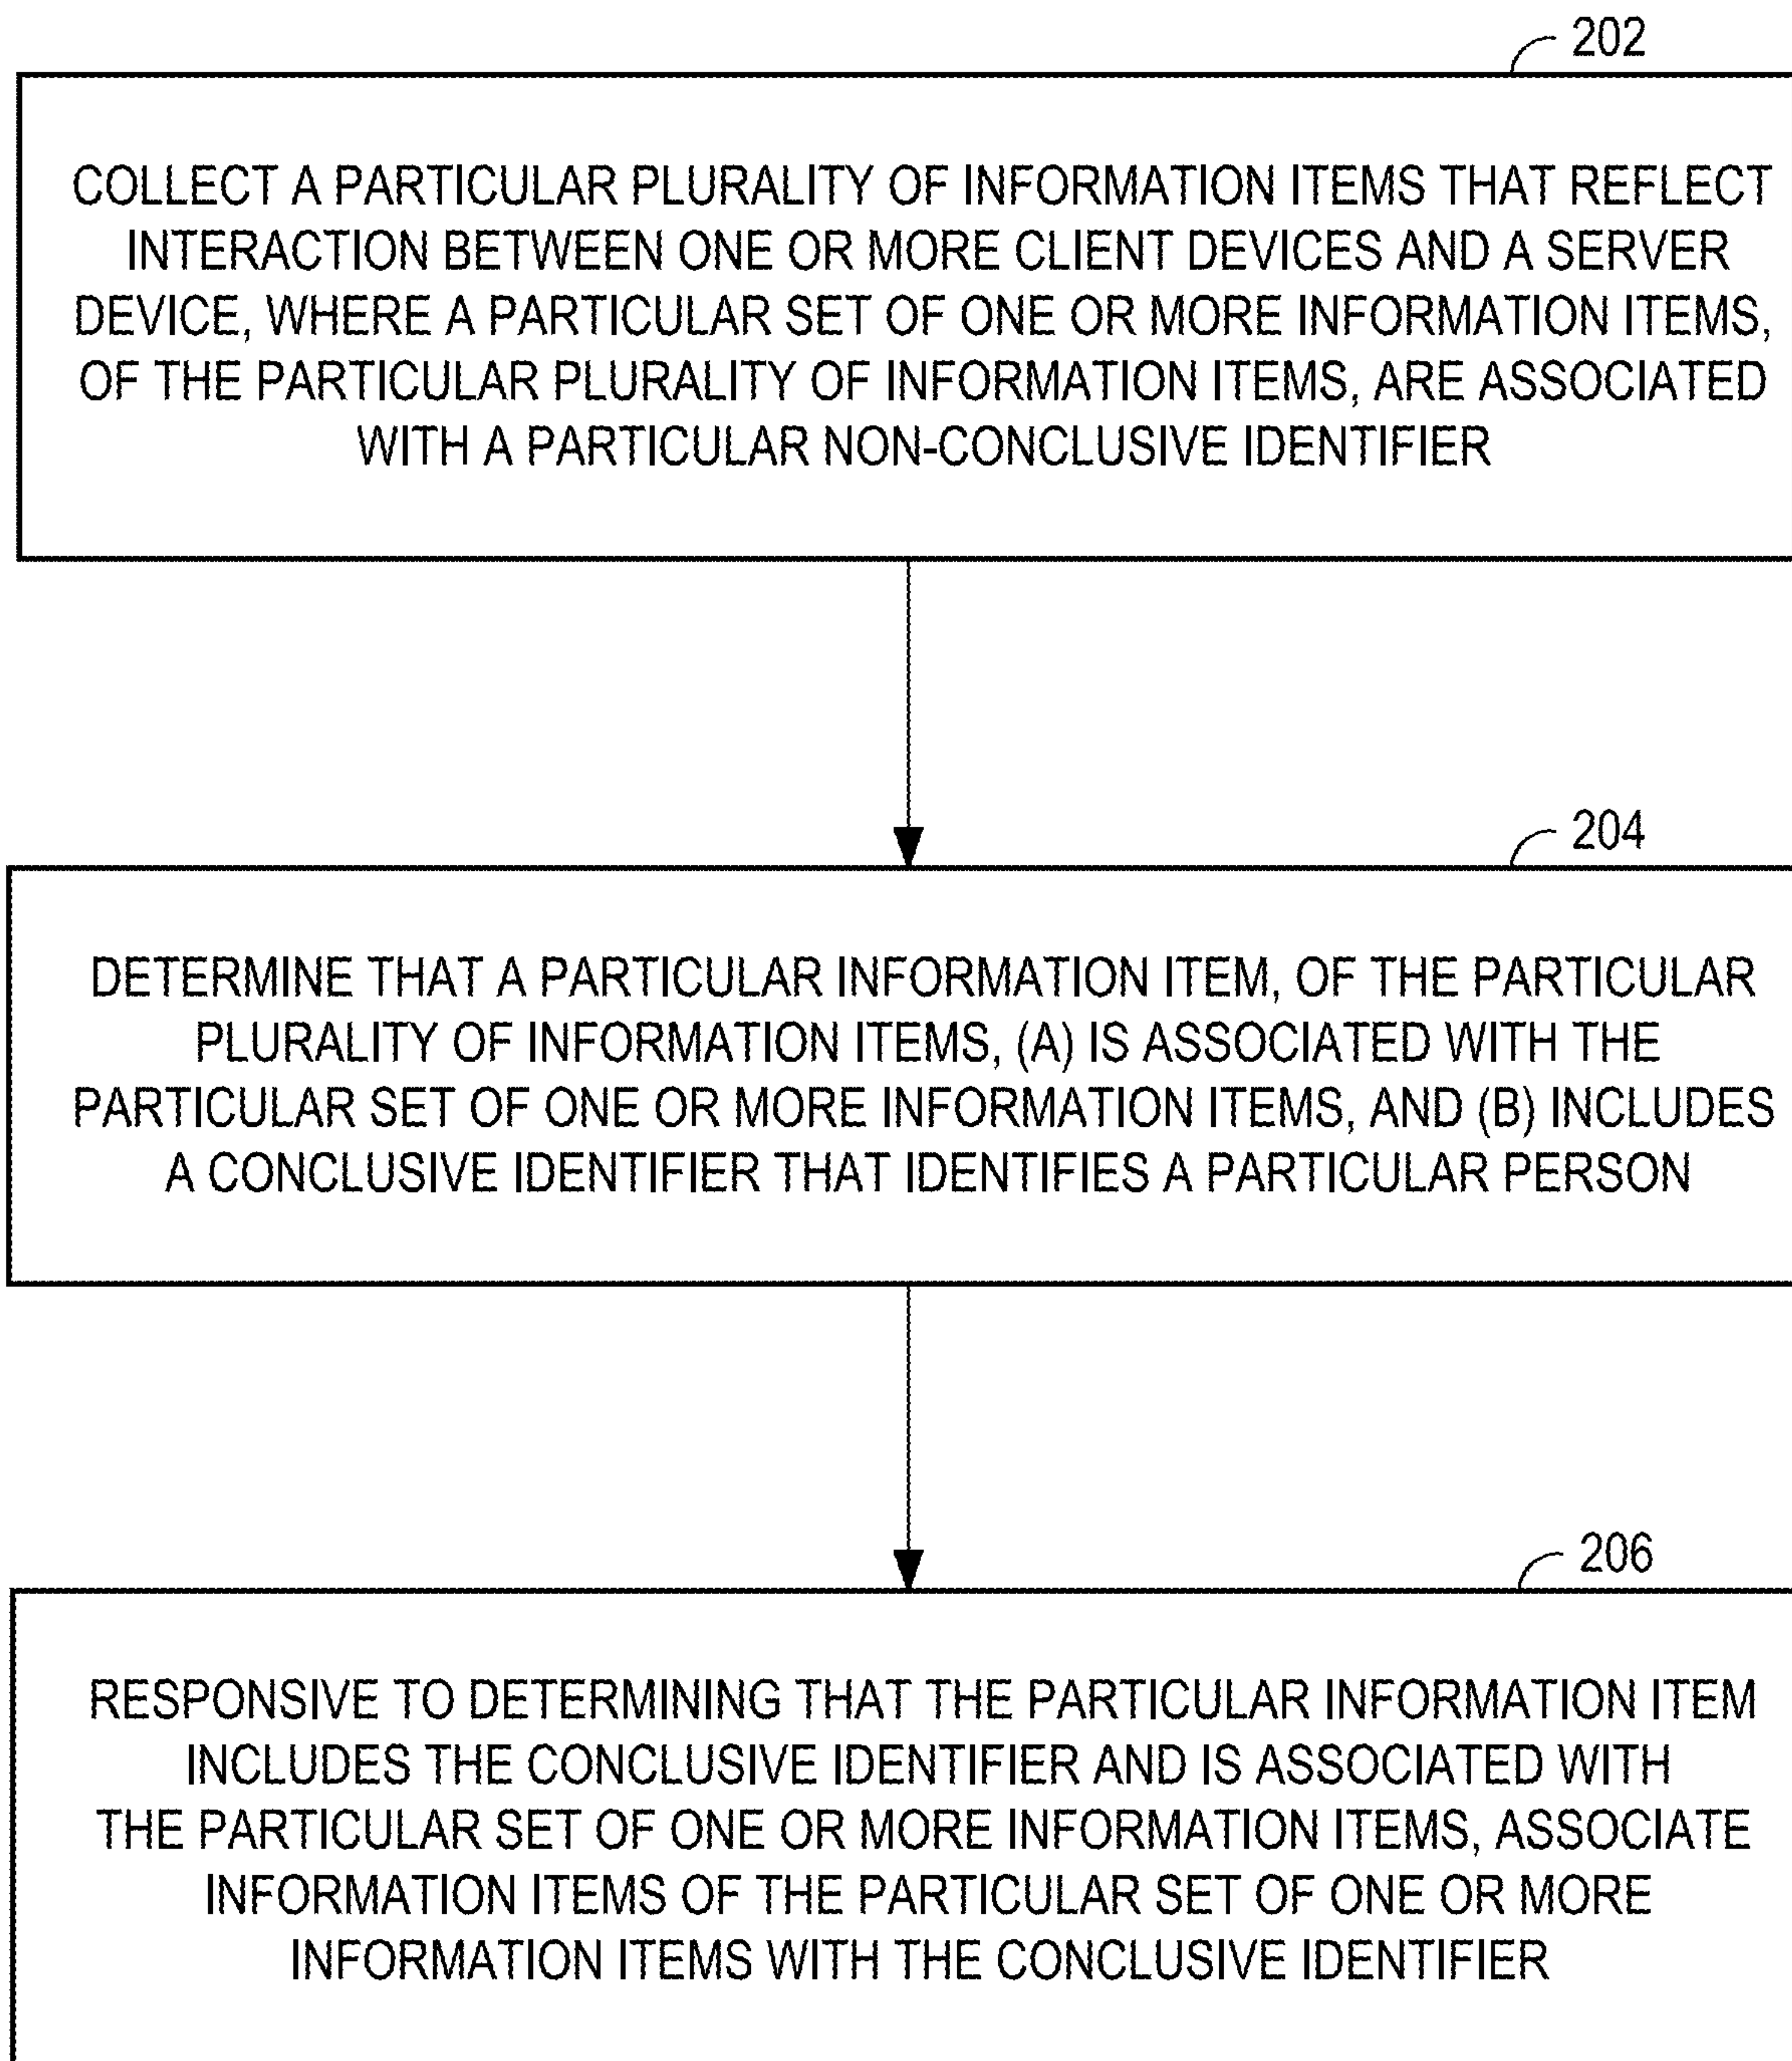 202
COLLECT A PARTICULAR PLURALITY OF INFORMATION ITEMS THAT REFLECT
INTERACTION BETWEEN ONE OR MORE CLIENT DEVICES AND A SERVER
DEVICE, WHERE A PARTICULAR SET OF ONE OR MORE INFORMATION ITEMS,
OF THE PARTICULAR PLURALITY OF INFORMATION ITEMS, ARE ASSOCIATED
WITH A PARTICULAR NON-CONCLUSIVE IDENTIFIER
204
DETERMINE THAT A PARTICULAR INFORMATION ITEM, OF THE PARTICULAR
PLURALITY OF INFORMATION ITEMS, (A) IS ASSOCIATED WITH THE
PARTICULAR SET OF ONE OR MORE INFORMATION ITEMS, AND (B) INCLUDES
A CONCLUSIVE IDENTIFIER THAT IDENTIFIES A PARTICULAR PERSON
206
RESPONSIVE TO DETERMINING THAT THE PARTICULAR INFORMATION ITEM
INCLUDES THE CONCLUSIVE IDENTIFIER AND IS ASSOCIATED WITH
THE PARTICULAR SET OF ONE OR MORE INFORMATION ITEMS, ASSOCIATE
INFORMATION ITEMS OF THE PARTICULAR SET OF ONE OR MORE
INFORMATION ITEMS WITH THE CONCLUSIVE IDENTIFIER